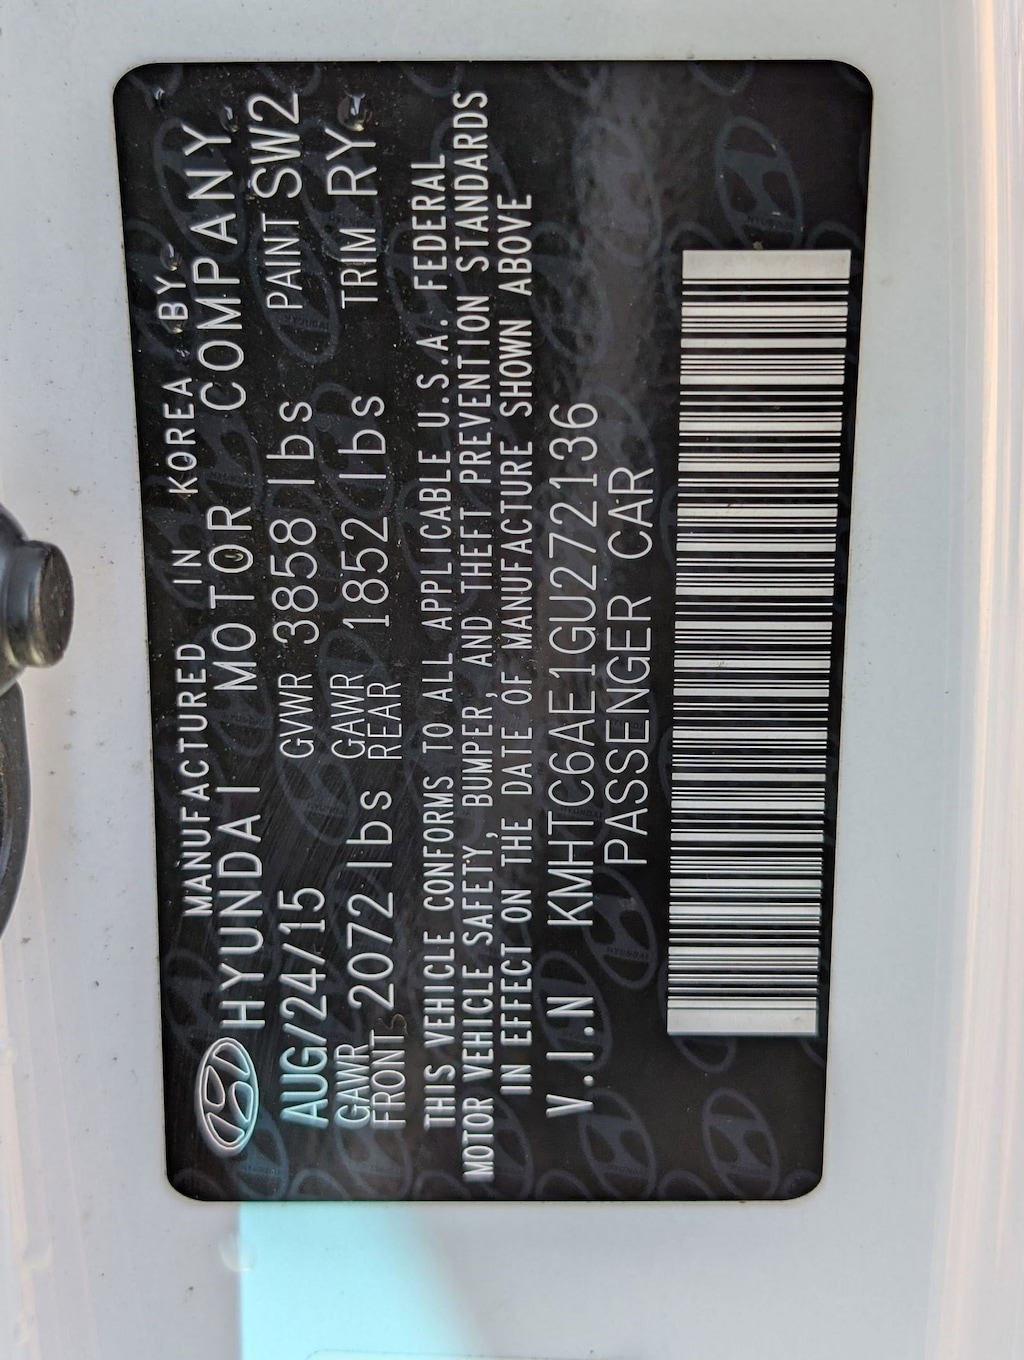 MANUFACTURED IN KOREA BY
HYUNDAI MOTOR COMPANY
AUG/24/15 GVWR 3858 lbs PAINT SW2
GAWR FRONT 2072 lbs GAWR REAR 1852 lbs TRIM RY
THIS VEHICLE CONFORMS TO ALL APPLICABLE U.S.A. FEDERAL
MOTOR VEHICLE SAFETY, BUMPER, AND THEFT PREVENTION STANDARDS
IN EFFECT ON THE DATE OF MANUFACTURE SHOWN ABOVE
V.I.N KMHTC6AE1GU272136
PASSENGER CAR